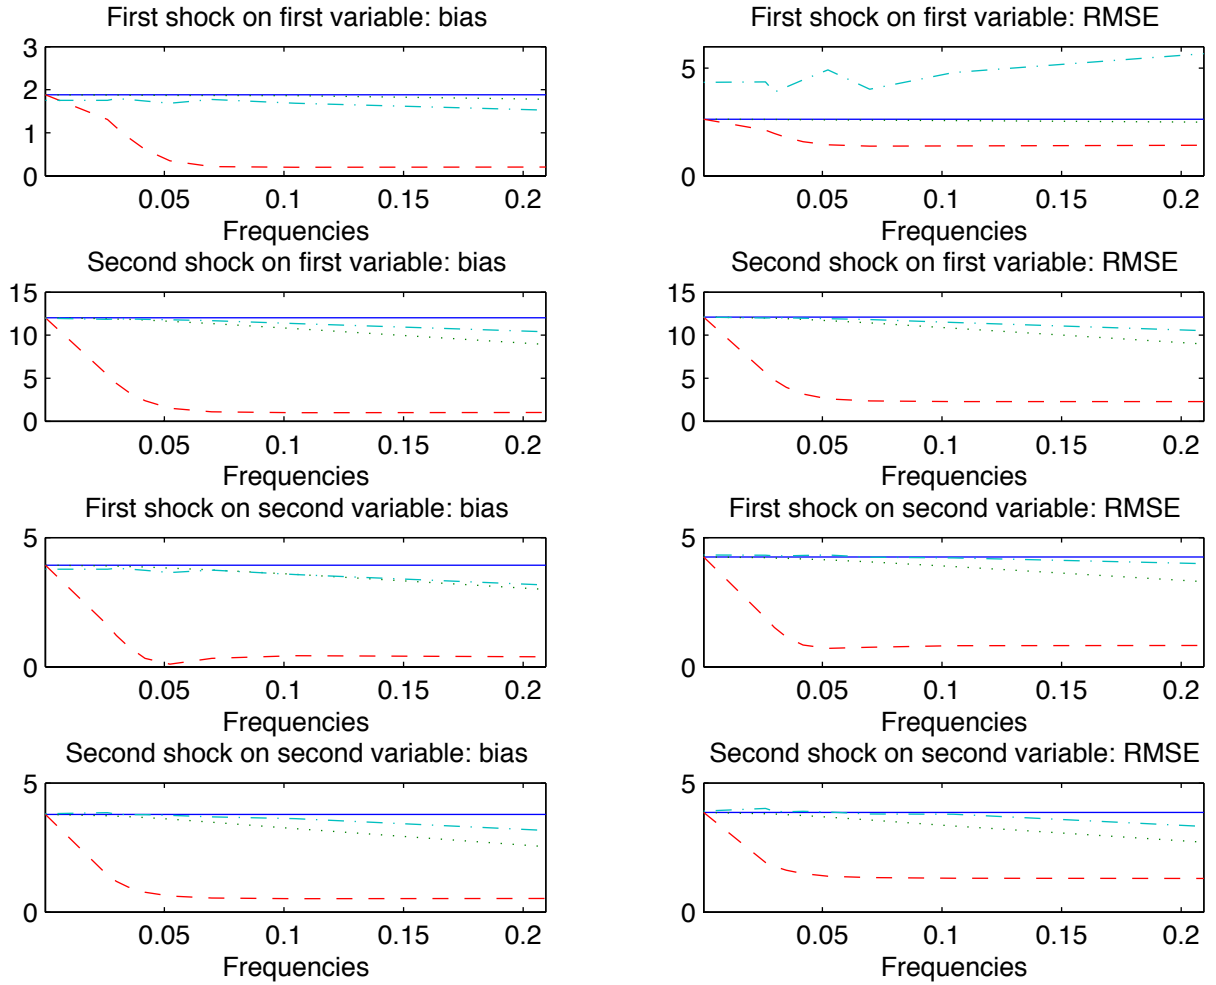 First shock on first variable: bias
3
2
1
0
0.05 0.1 0.15 0.2
Frequencies
First shock on first variable: RMSE
5
0
0.05 0.1 0.15 0.2
Frequencies
Second shock on first variable: bias
15
10
5
0
0.05 0.1 0.15 0.2
Frequencies
Second shock on first variable: RMSE
15
10
5
0
0.05 0.1 0.15 0.2
Frequencies
First shock on second variable: bias
5
0
0.05 0.1 0.15 0.2
Frequencies
First shock on second variable: RMSE
5
0
0.05 0.1 0.15 0.2
Frequencies
Second shock on second variable: bias
5
0
0.05 0.1 0.15 0.2
Frequencies
Second shock on second variable: RMSE
5
0
0.05 0.1 0.15 0.2
Frequencies